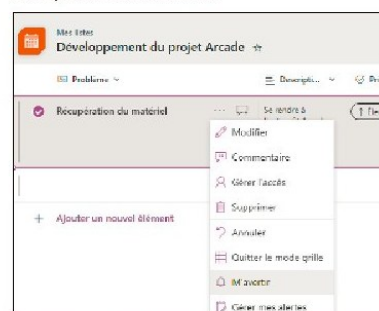 Mes listes
Développement du projet Arcade
Problème
Descripti...
Récupération du matériel
Se rendre à
Modifier
Commentaire
Gérer l'accès
Supprimer
Ajouter un nouvel élément
Annuler
Quitter le mode grille
M'avertir
Gérer mes alertes